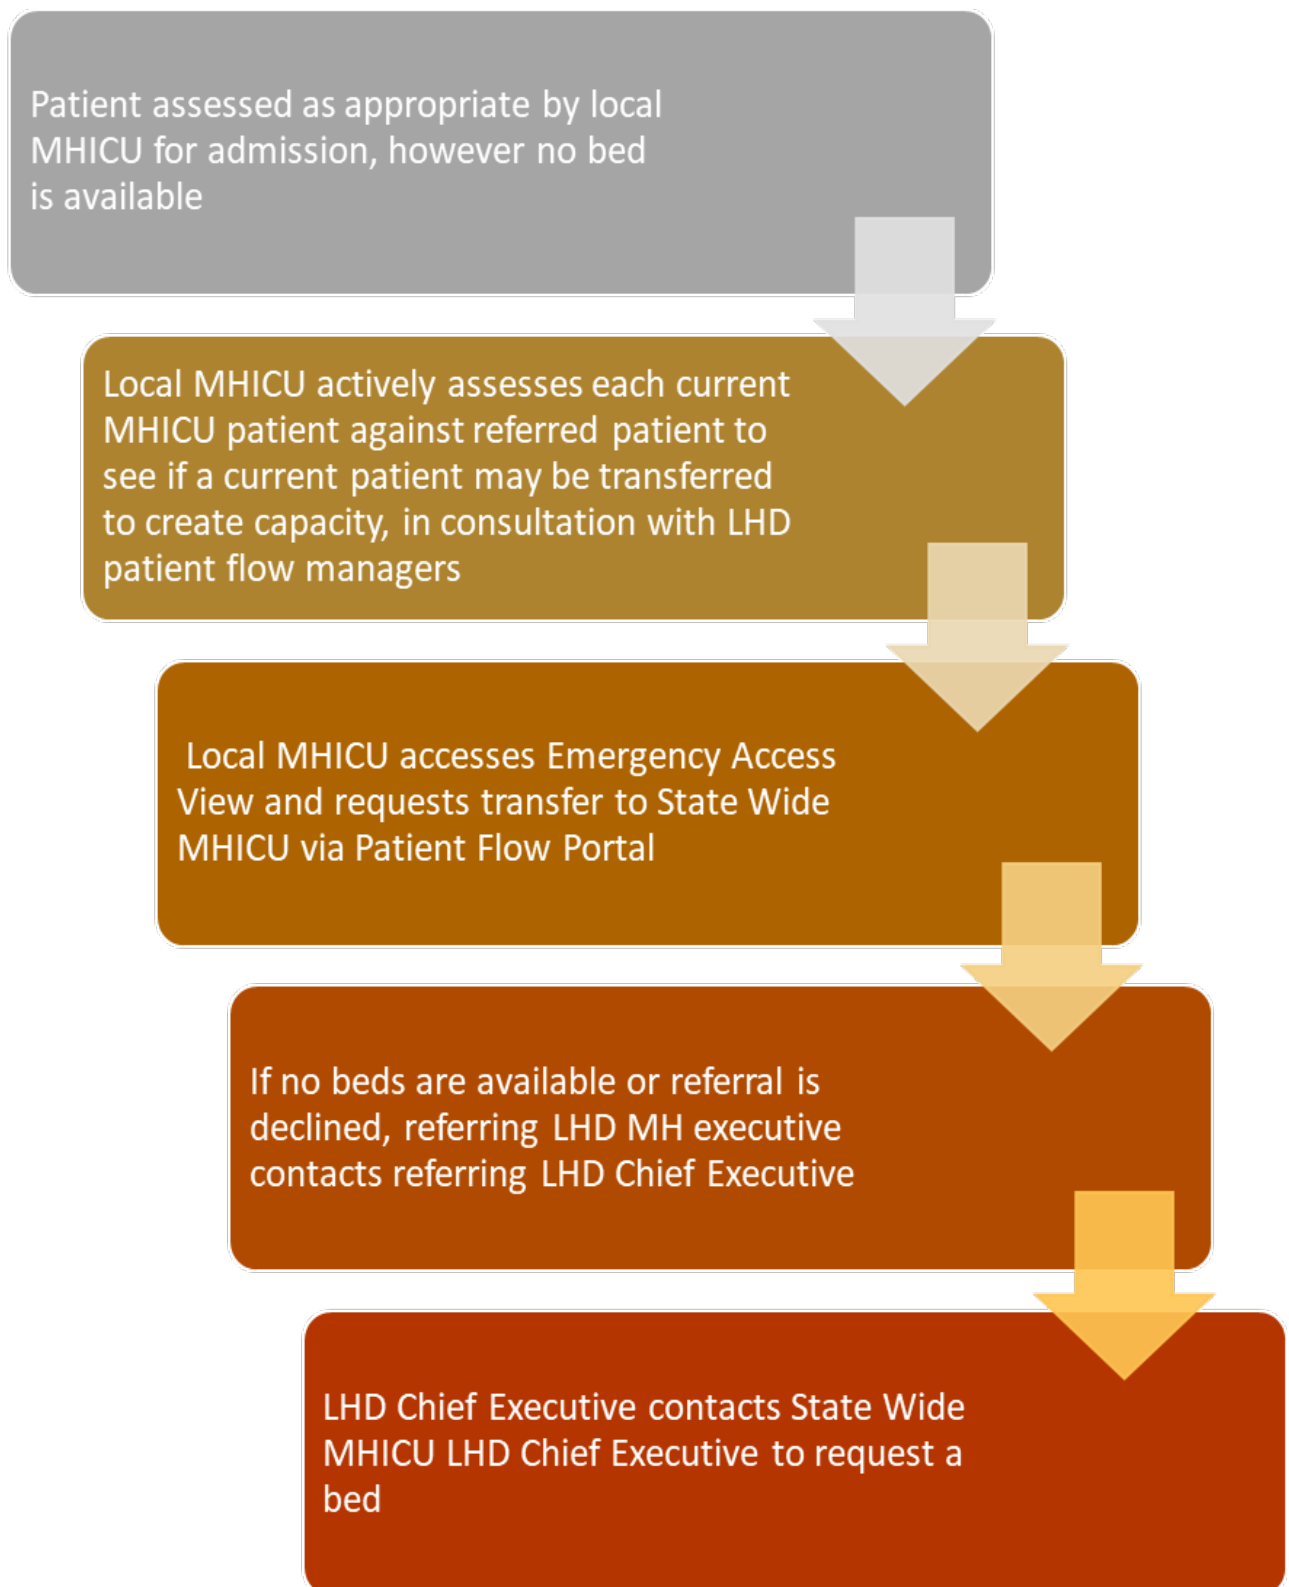 Patient assessed as appropriate by local
MHICU for admission, however no bed
is available
Local MHICU actively assesses each current
MHICU patient against referred patient to
see if a current patient may be transferred
to create capacity, in consultation with LHD
patient flow managers
Local MHICU accesses Emergency Access
View and requests transfer to State Wide
MHICU via Patient Flow Portal
If no beds are available or referral is
declined, referring LHD MH executive
contacts referring LHD Chief Executive
LHD Chief Executive contacts State Wide
MHICU LHD Chief Executive to request a
bed